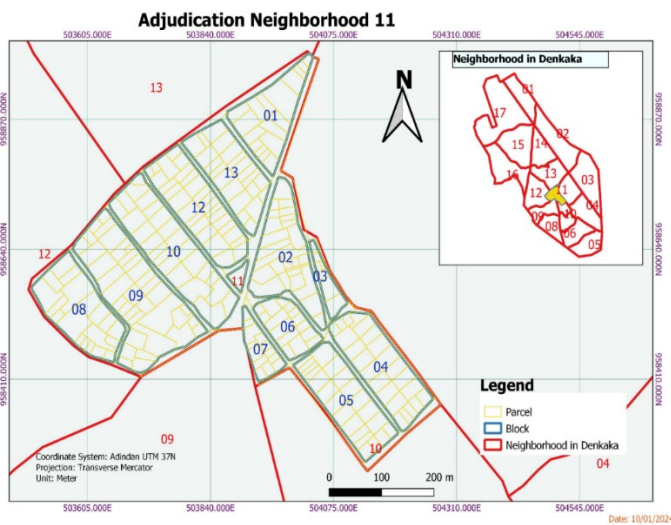 Adjudication Neighborhood 11
503605.000E 503840.000E 504075.000E 504310.000E 504545.000E
958870.000N 958640.000N 958410.000N
958870.000N 958640.000N 958410.000N
13
01
13
12
10
02
12
11
03
08
09
06
07
04
05
10
09
04
N
Neighborhood in Denkaka
01
17
02
14
15
13
16
03
12
11
04
09
10
08
06
05
Legend
Parcel
Block
Neighborhood in Denkaka
Coordinate System: Adindan UTM 37N
Projection: Transverse Mercator
Unit: Meter
0 100 200 m
503605.000E 503840.000E 504075.000E 504310.000E 504545.000E
Date: 10/01/2024